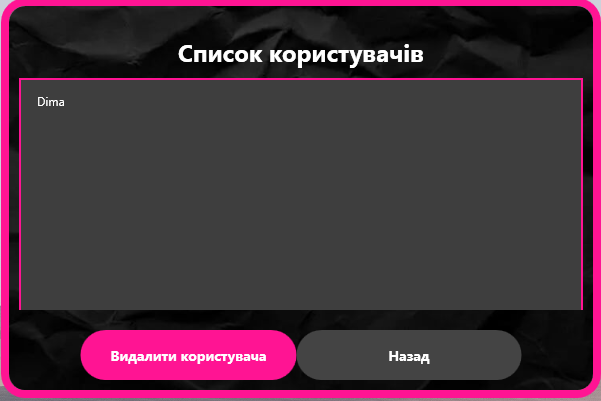 Список користувачів
Dima
Видалити користувача
Назад